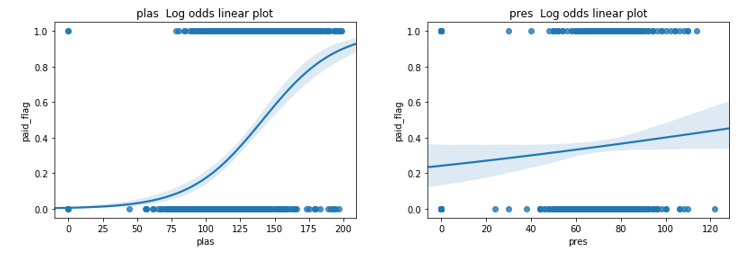 plas Log odds linear plot
1.0
0.8
0.6
0.4
0.2
0.0
paid_flag
0 25 50 75 100 125 150 175 200
plas
pres Log odds linear plot
1.0
0.8
0.6
0.4
0.2
0.0
paid_flag
0 20 40 60 80 100 120
pres